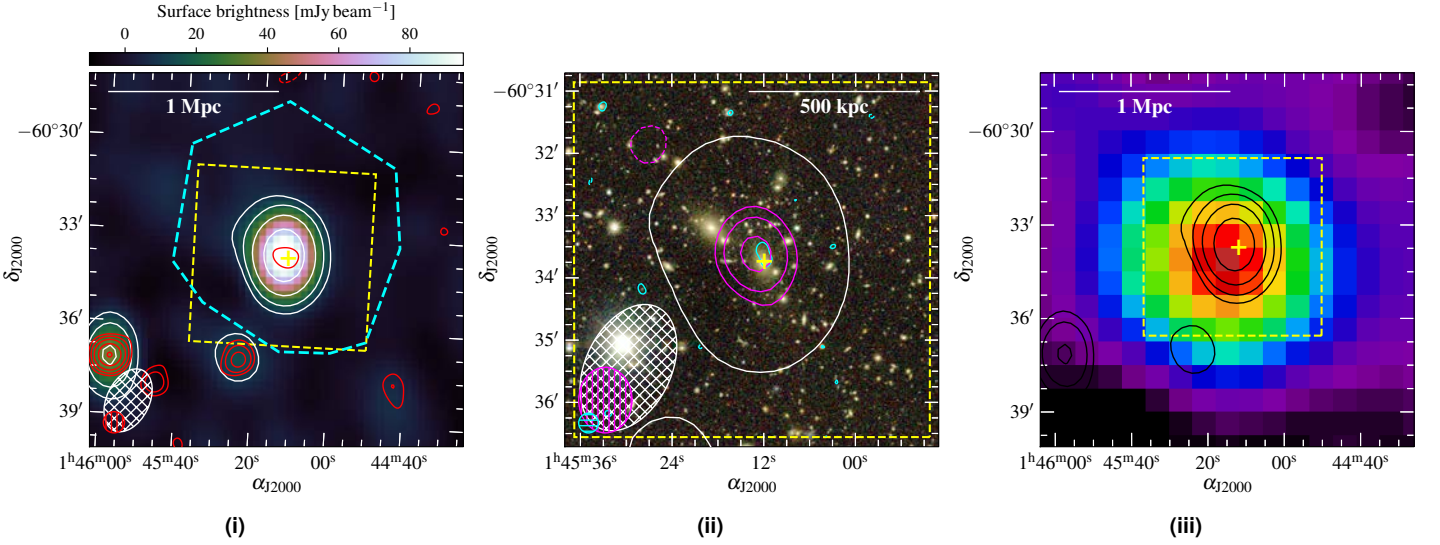 Surface brightness [mJy beam⁻¹]
0 20 40 60 80
1 Mpc
−60°30′
33′
36′
39′
δJ2000
1ʰ46ᵐ00ˢ 45ᵐ40ˢ 20ˢ 00ˢ 44ᵐ40ˢ
αJ2000
(i)
500 kpc
−60°31′
32′
33′
34′
35′
36′
δJ2000
1ʰ45ᵐ36ˢ 24ˢ 12ˢ 00ˢ
αJ2000
(ii)
1 Mpc
−60°30′
33′
36′
39′
δJ2000
1ʰ46ᵐ00ˢ 45ᵐ40ˢ 20ˢ 00ˢ 44ᵐ40ˢ
αJ2000
(iii)